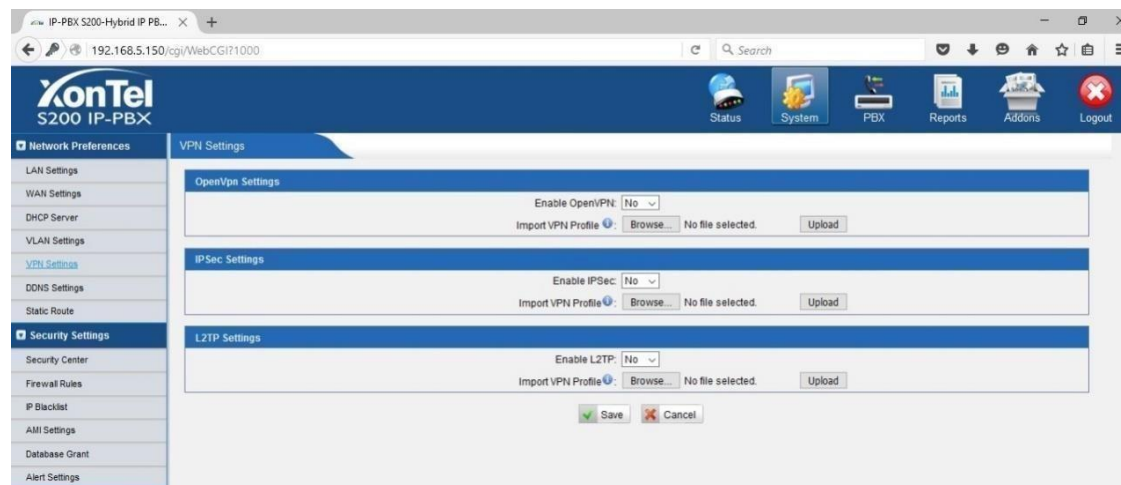 IP-PBX S200-Hybrid IP PB...
192.168.5.150/cgi/WebCGI?1000
Search
XonTel
S200 IP-PBX
Status
System
PBX
Reports
Addons
Logout
Network Preferences
LAN Settings
WAN Settings
DHCP Server
VLAN Settings
VPN Settings
DDNS Settings
Static Route
Security Settings
Security Center
Firewall Rules
IP Blacklist
AMI Settings
Database Grant
Alert Settings
VPN Settings
OpenVpn Settings
Enable OpenVPN: No
Import VPN Profile : Browse... No file selected. Upload
IPSec Settings
Enable IPSec: No
Import VPN Profile : Browse... No file selected. Upload
L2TP Settings
Enable L2TP: No
Import VPN Profile : Browse... No file selected. Upload
Save Cancel